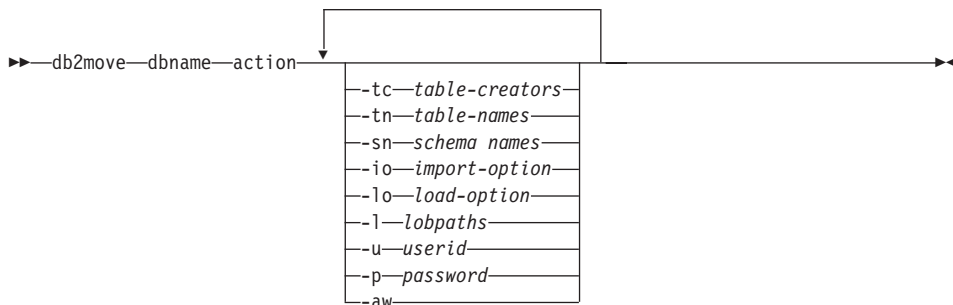 db2move dbname action
-tc table-creators
-tn table-names
-sn schema names
-io import-option
-lo load-option
-l lobpaths
-u userid
-p password
-aw